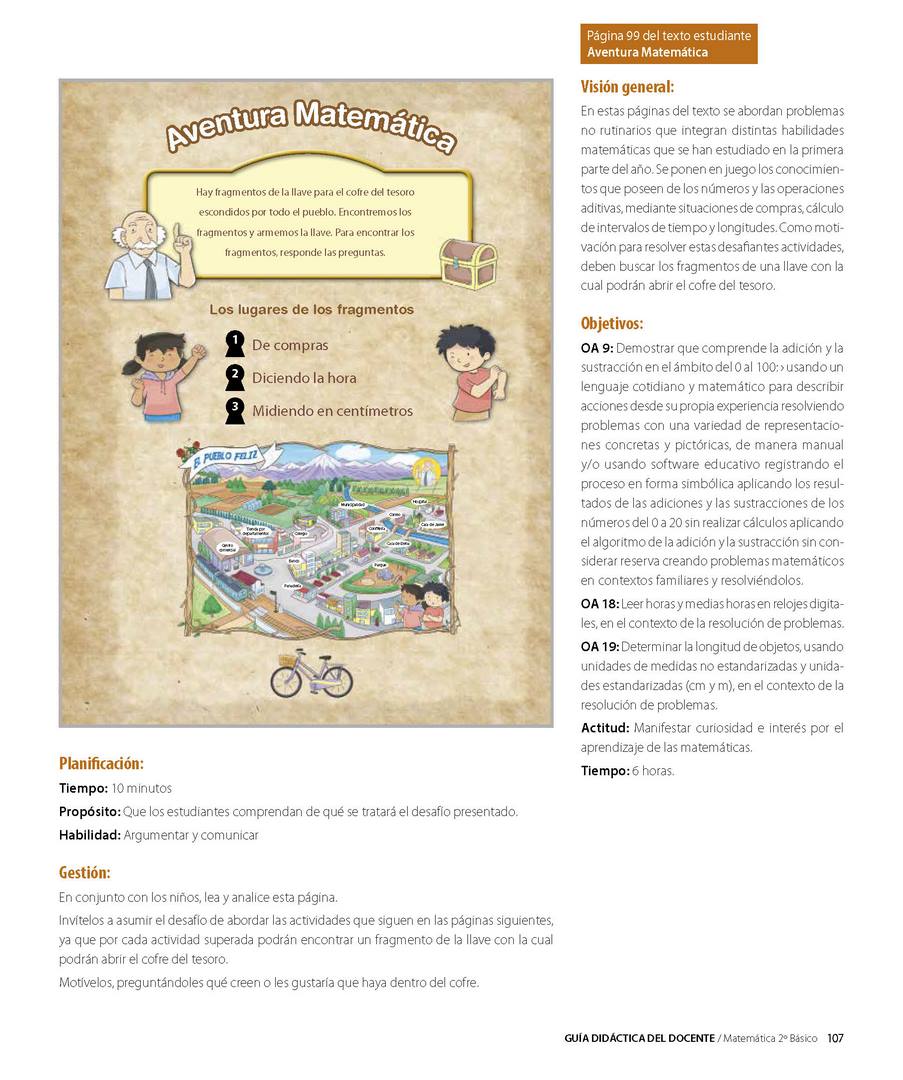 Página 99 del texto estudiante
Aventura Matemática
Aventura Matemática
Hay fragmentos de la llave para el cofre del tesoro
escondidos por todo el pueblo. Encontremos los
fragmentos y armemos la llave. Para encontrar los
fragmentos, responde las preguntas.
Los lugares de los fragmentos
1 De compras
2 Diciendo la hora
3 Midiendo en centímetros
EL PUEBLO FELIZ
Municipalidad
Hospital
Correo
Casa de Jaime
Tienda por
departamentos
Colegio
Centro
comercial
Banco
Parque
Panadería
Planificación:
Tiempo: 10 minutos
Propósito: Que los estudiantes comprendan de qué se tratará el desafío presentado.
Habilidad: Argumentar y comunicar
Gestión:
En conjunto con los niños, lea y analice esta página.
Invítelos a asumir el desafío de abordar las actividades que siguen en las páginas siguientes,
ya que por cada actividad superada podrán encontrar un fragmento de la llave con la cual
podrán abrir el cofre del tesoro.
Motívelos, preguntándoles qué creen o les gustaría que haya dentro del cofre.
Visión general:
En estas páginas del texto se abordan problemas
no rutinarios que integran distintas habilidades
matemáticas que se han estudiado en la primera
parte del año. Se ponen en juego los conocimien-
tos que poseen de los números y las operaciones
aditivas, mediante situaciones de compras, cálculo
de intervalos de tiempo y longitudes. Como moti-
vación para resolver estas desafiantes actividades,
deben buscar los fragmentos de una llave con la
cual podrán abrir el cofre del tesoro.
Objetivos:
OA 9: Demostrar que comprende la adición y la
sustracción en el ámbito del 0 al 100:› usando un
lenguaje cotidiano y matemático para describir
acciones desde su propia experiencia resolviendo
problemas con una variedad de representacio-
nes concretas y pictóricas, de manera manual
y/o usando software educativo registrando el
proceso en forma simbólica aplicando los resul-
tados de las adiciones y las sustracciones de los
números del 0 a 20 sin realizar cálculos aplicando
el algoritmo de la adición y la sustracción sin con-
siderar reserva creando problemas matemáticos
en contextos familiares y resolviéndolos.
OA 18: Leer horas y medias horas en relojes digita-
les, en el contexto de la resolución de problemas.
OA 19: Determinar la longitud de objetos, usando
unidades de medidas no estandarizadas y unida-
des estandarizadas (cm y m), en el contexto de la
resolución de problemas.
Actitud: Manifestar curiosidad e interés por el
aprendizaje de las matemáticas.
Tiempo: 6 horas.
GUÍA DIDÁCTICA DEL DOCENTE / Matemática 2º Básico 107